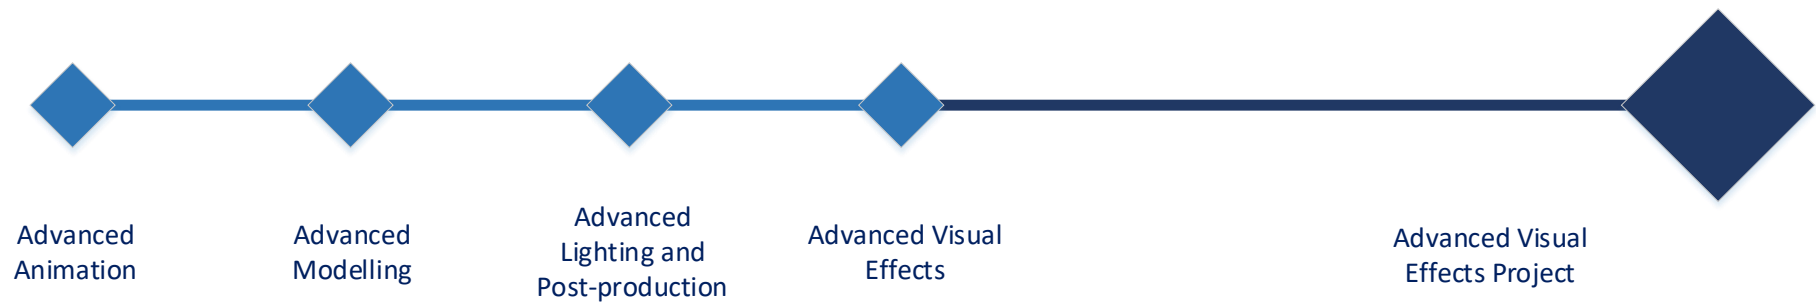 Advanced
Animation
Advanced
Modelling
Advanced
Lighting and
Post-production
Advanced Visual
Effects
Advanced Visual
Effects Project